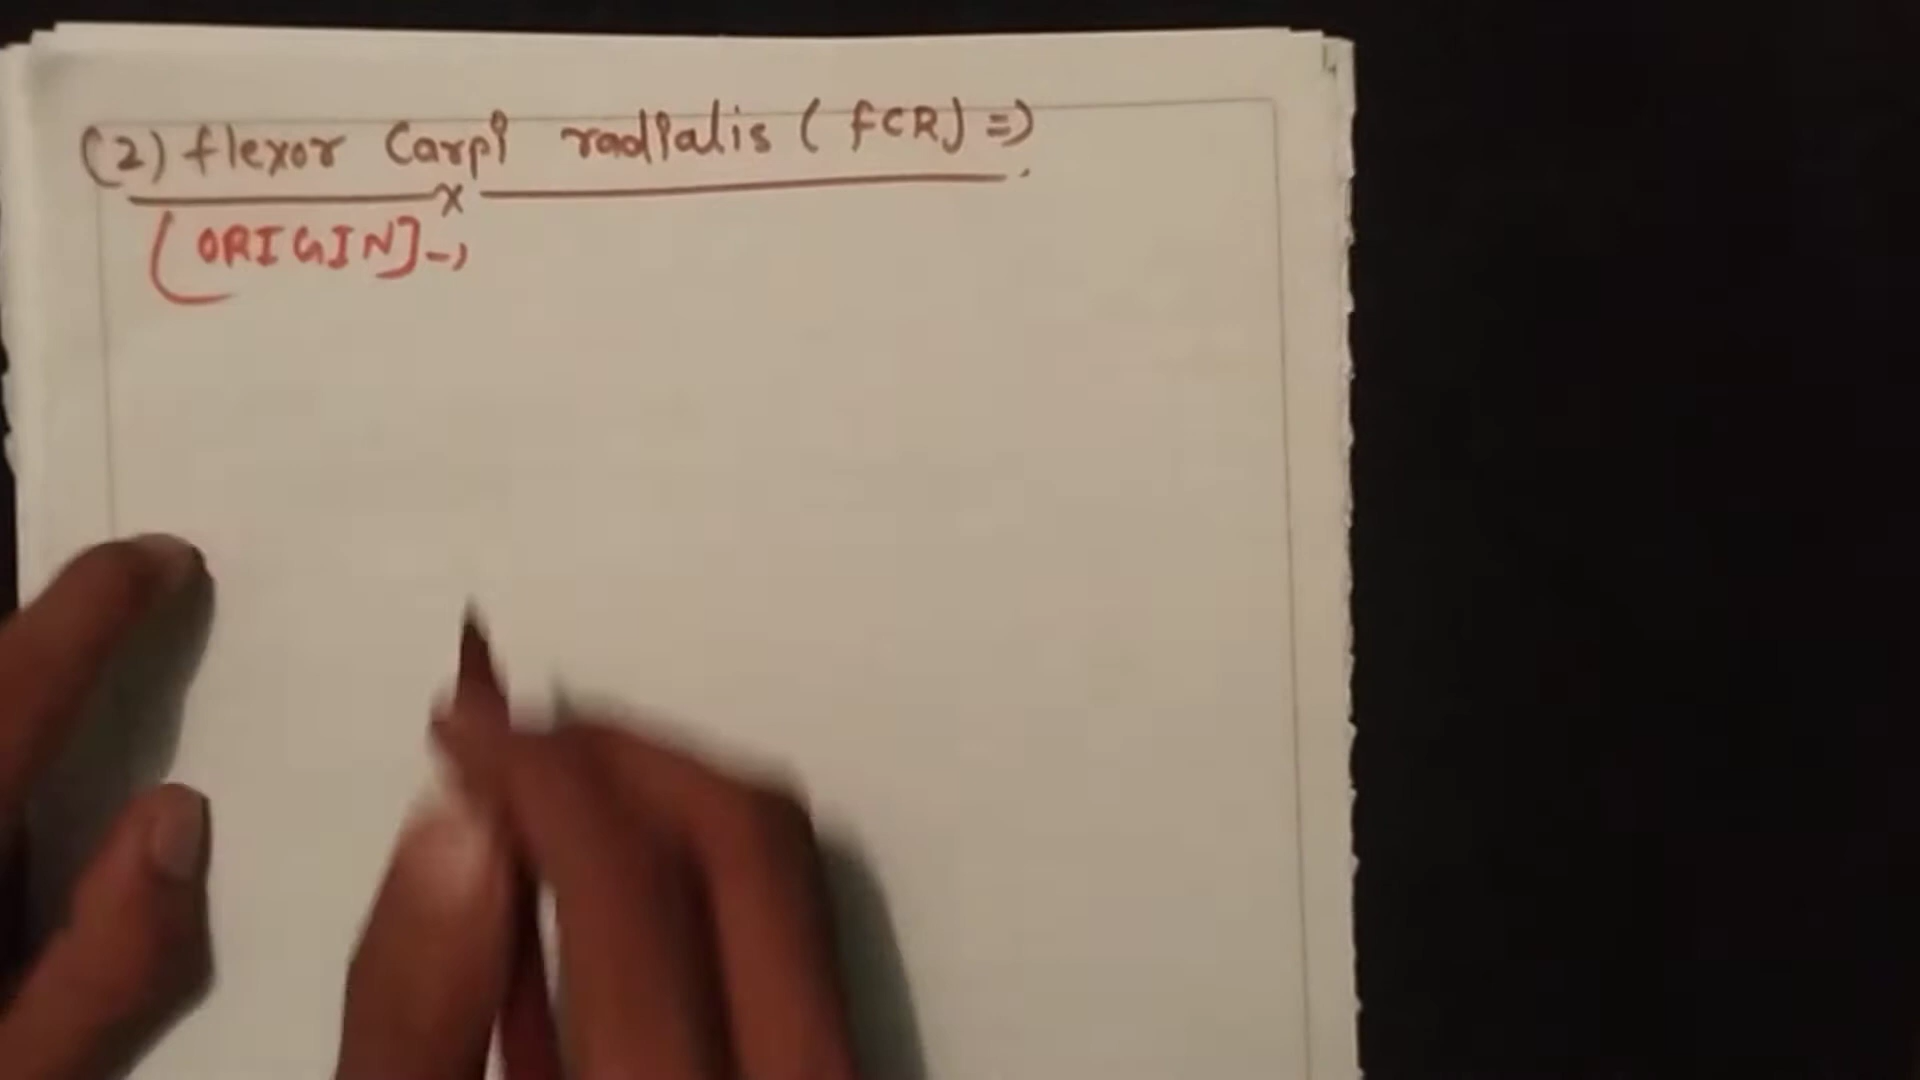 (2) flexor Carpi radialis (FCR) =>
[ORIGIN] →